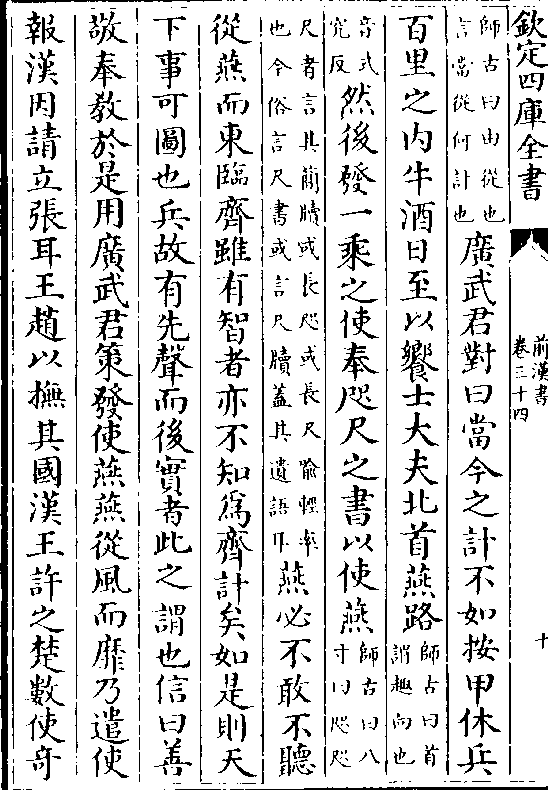 欽定四庫全書
前漢書
卷三十四
十
師古曰由從也
言當從何計也
廣武君對曰當今之計不如按甲休兵
百里之内牛酒日至以饗士大夫北首燕路
師古曰首
謂趣向也
音式
究反
然後發一乘之使奉咫尺之書以使燕
師古曰八
寸曰咫咫
尺者言其簡牘或長咫或長尺喻輕率
也今俗言尺書或言尺牘蓋其遺語耳
燕必不敢不聽
從燕而東臨齊雖有智者亦不知為齊計矣如是則天
下事可圖也兵故有先聲而後實者此之謂也信曰善
敬奉教於是用廣武君策發使燕燕從風而靡乃遣使
報漢因請立張耳王趙以撫其國漢王許之楚數使奇